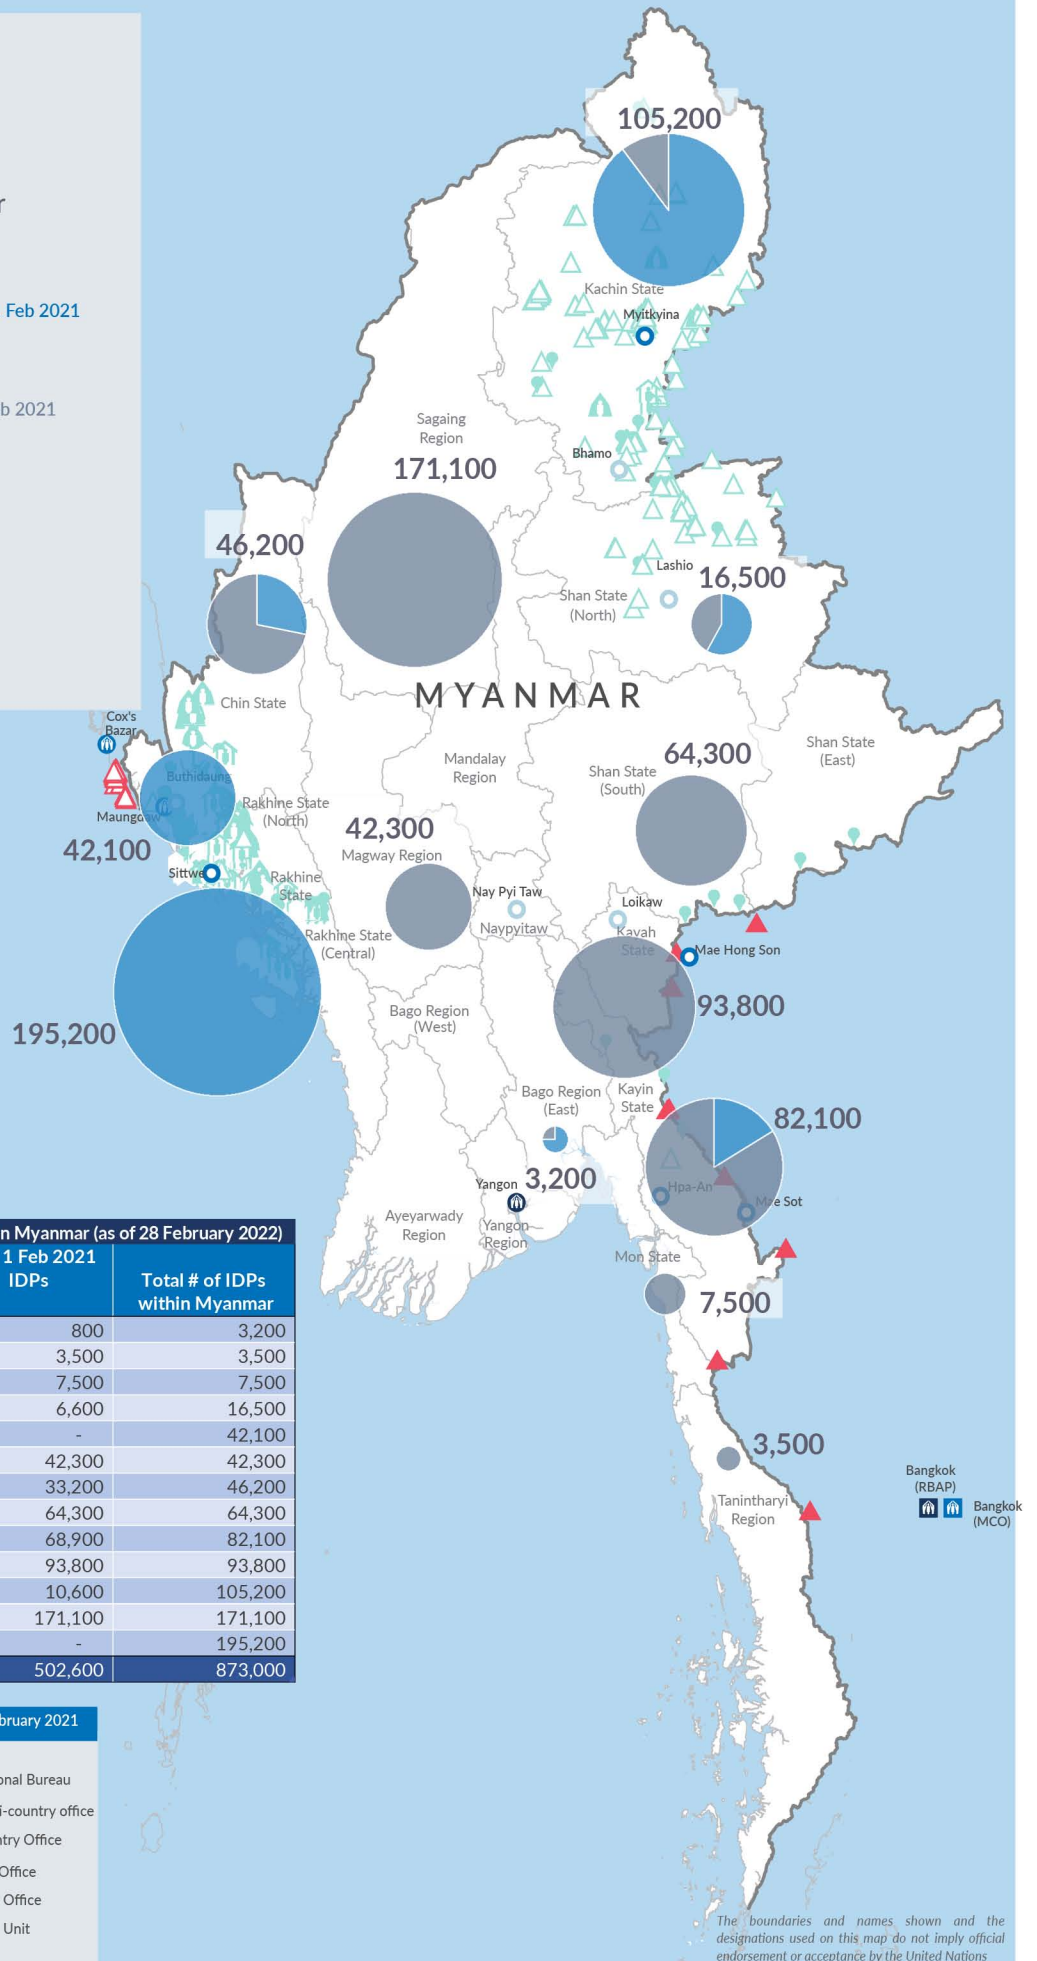 r
Feb 2021
b 2021
105,200
Kachin State
Myitkyina
Sagaing
Region
171,100
Bhamo
46,200
Lashio
16,500
Shan State
(North)
MYANMAR
Chin State
Cox's
Bazar
Buthidaung
Maungdaw
42,100
Rakhine State
(North)
Mandalay
Region
64,300
Shan State
(South)
Shan State
(East)
42,300
Magway Region
Sittwe
Rakhine
State
Nay Pyi Taw
Naypyitaw
Loikaw
Kayah
State
Mae Hong Son
Rakhine State
(Central)
195,200
93,800
Bago Region
(West)
Bago Region
(East)
Kayin
State
82,100
3,200
Yangon
Hpa-An
Mae Sot
Ayeyarwady
Region
Yangon
Region
Mon State
7,500
3,500
Tanintharyi
Region
Bangkok
(RBAP)
Bangkok
(MCO)
n Myanmar (as of 28 February 2022)
1 Feb 2021
IDPs
Total # of IDPs
within Myanmar
800 3,200
3,500 3,500
7,500 7,500
6,600 16,500
- 42,100
42,300 42,300
33,200 46,200
64,300 64,300
68,900 82,100
93,800 93,800
10,600 105,200
171,100 171,100
- 195,200
502,600 873,000
bruary 2021
onal Bureau
i-country office
ntry Office
Office
Office
Unit
The boundaries and names shown and the
designations used on this map do not imply official
endorsement or acceptance by the United Nations